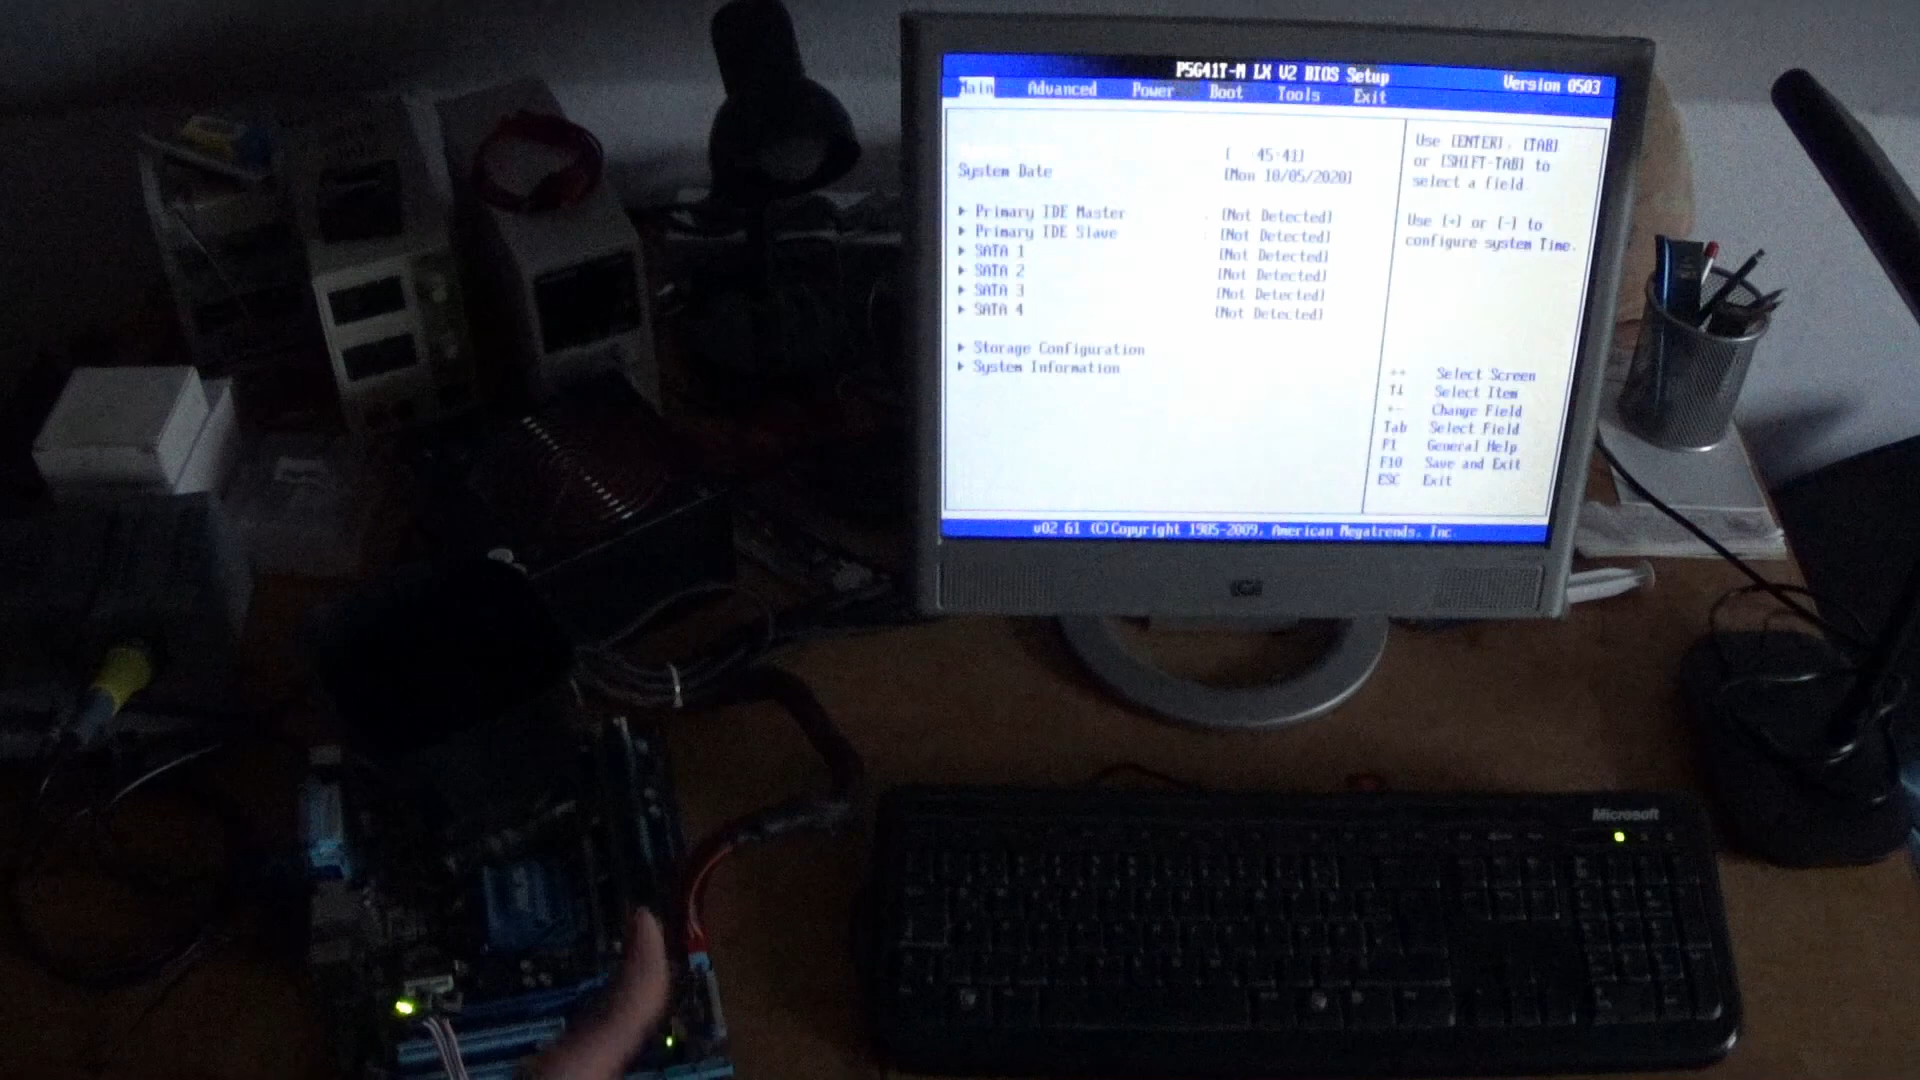 P5G41T-M LX V2 BIOS Setup Version 0503
Main Advanced Power Boot Tools Exit
[ 45:41]
System Date [Mon 10/05/2020]
Primary IDE Master [Not Detected]
Primary IDE Slave [Not Detected]
SATA 1 [Not Detected]
SATA 2 [Not Detected]
SATA 3 [Not Detected]
SATA 4 [Not Detected]
Storage Configuration
System Information
Use [ENTER], [TAB]
or [SHIFT-TAB] to
select a field.
Use [+] or [-] to
configure system Time.
Select Screen
↑↓ Select Item
+- Change Field
Tab Select Field
F1 General Help
F10 Save and Exit
ESC Exit
v02.61 (C)Copyright 1985-2009, American Megatrends, Inc.
hp
Microsoft